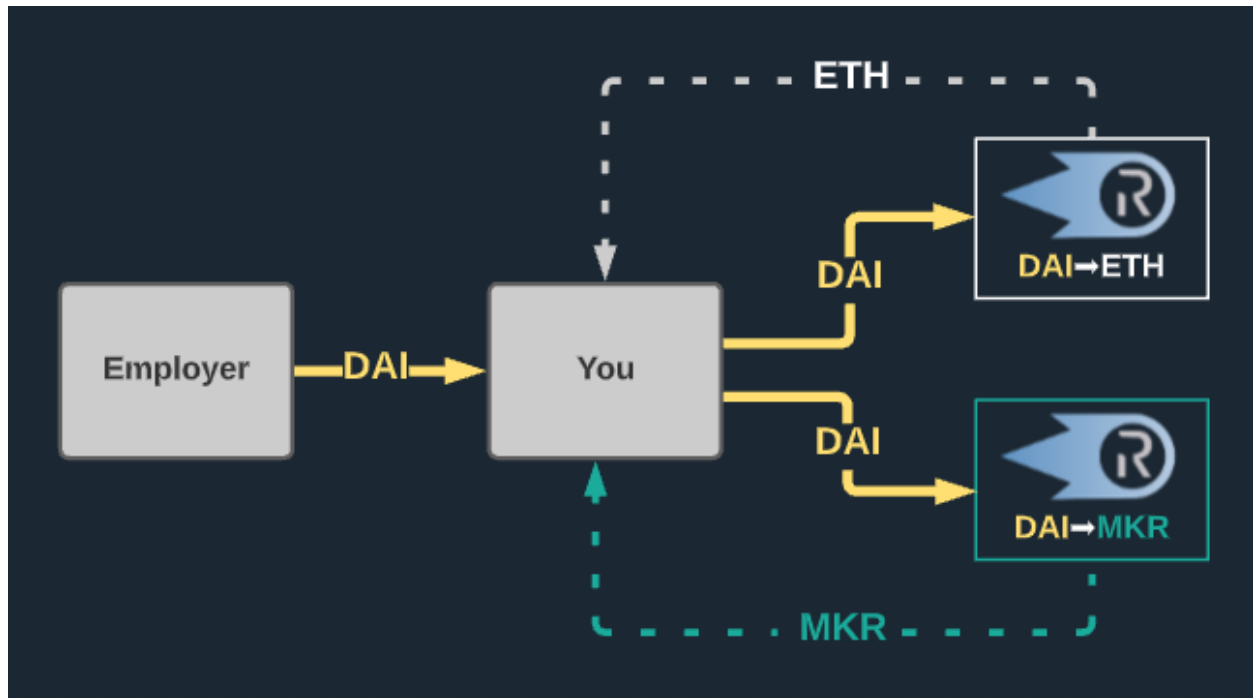 ETH
R
DAI→ETH
DAI
Employer
DAI
You
DAI
R
DAI→MKR
MKR